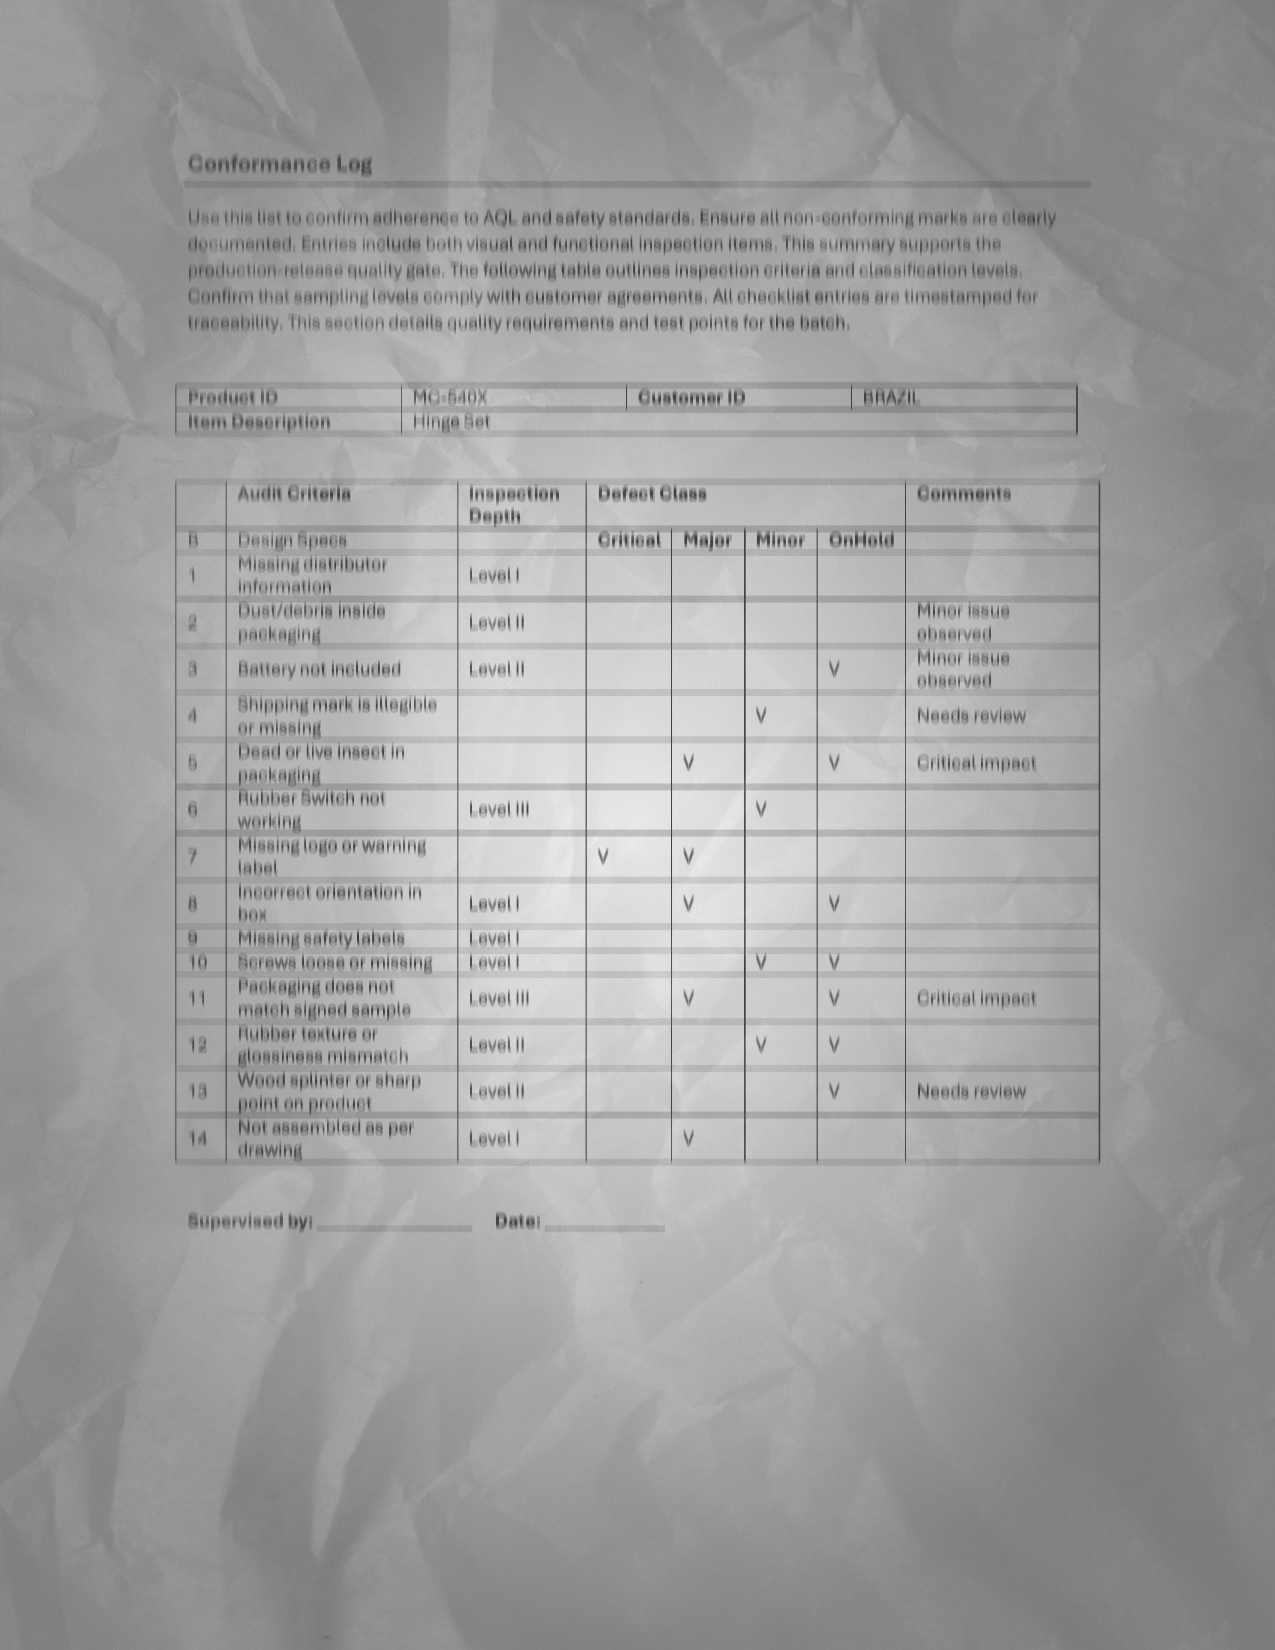 Conformance Log
Use this list to confirm adherence to AQL and safety standards. Ensure all non-conforming marks are clearly
documented. Entries include both visual and functional inspection items. This summary supports the
production-release quality gate. The following table outlines inspection criteria and classification levels.
Confirm that sampling levels comply with customer agreements. All checklist entries are timestamped for
traceability. This section details quality requirements and test points for the batch.
Product ID MC-540X Customer ID BRAZIL
Item Description Hinge Set
Audit Criteria Inspection Defect Class Comments
Depth
B Design Specs Critical Major Minor OnHold
Missing distributor
1 Level I
information
Dust/debris inside Minor issue
2 Level II
packaging observed
Minor issue
3 Battery not included Level II V
observed
Shipping mark is illegible
4 V Needs review
or missing
Dead or live insect in
5 V V Critical impact
packaging
Rubber Switch not
6 Level III V
working
Missing logo or warning
7 V V
label
Incorrect orientation in
8 Level I V V
box
9 Missing safety labels Level I
10 Screws loose or missing Level I V V
Packaging does not
11 Level III V V Critical impact
match signed sample
Rubber texture or
12 Level II V V
glossiness mismatch
Wood splinter or sharp
13 Level II V Needs review
point on product
Not assembled as per
14 Level I V
drawing
Supervised by: Date: